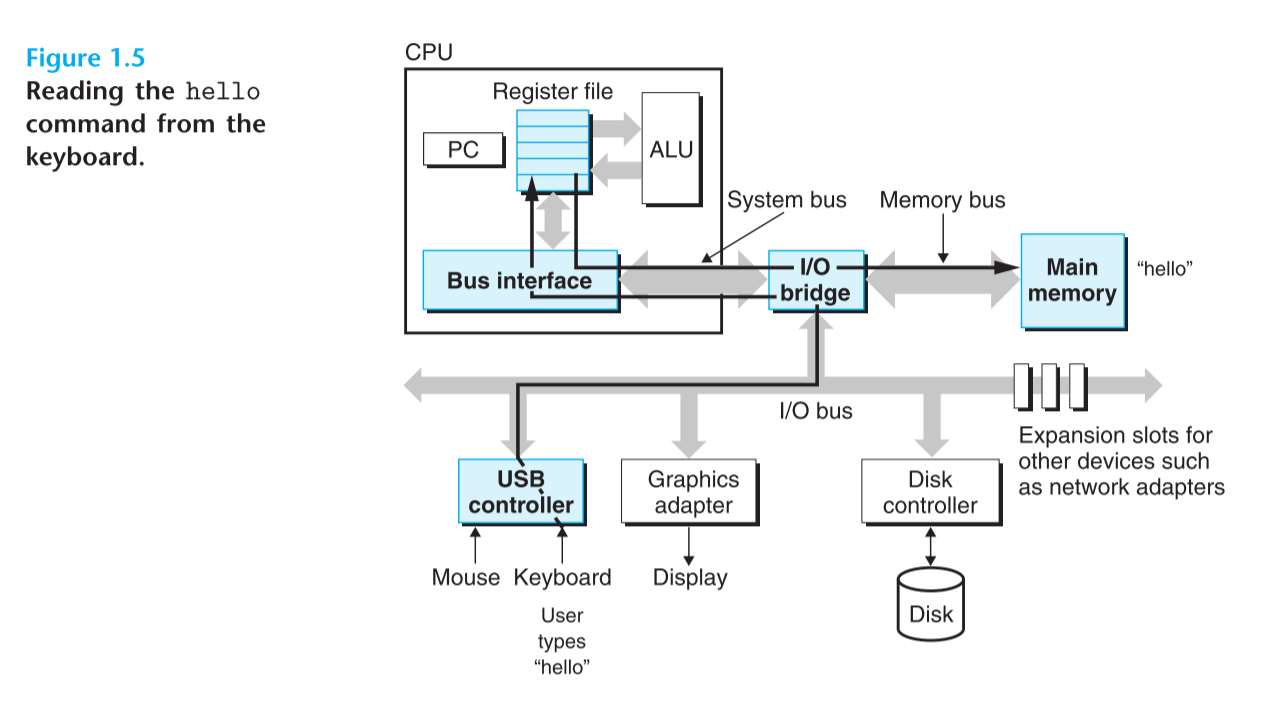 Figure 1.5
Reading the hello
command from the
keyboard.
CPU
Register file
PC
ALU
System bus
Memory bus
Bus interface
I/O
bridge
Main
memory
“hello”
I/O bus
Expansion slots for
other devices such
as network adapters
USB
controller
Graphics
adapter
Disk
controller
Mouse
Keyboard
Display
Disk
User
types
“hello”